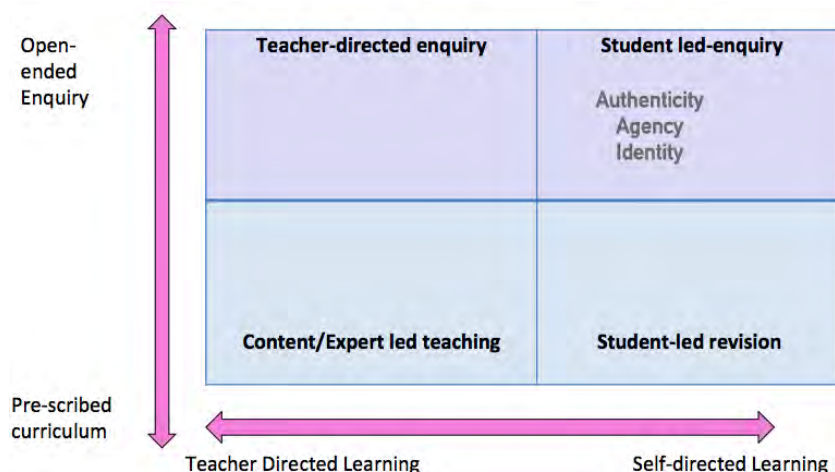 Open-
ended
Enquiry
Teacher-directed enquiry
Student led-enquiry
Authenticity
Agency
Identity
Content/Expert led teaching
Student-led revision
Pre-scribed
curriculum
Teacher Directed Learning
Self-directed Learning